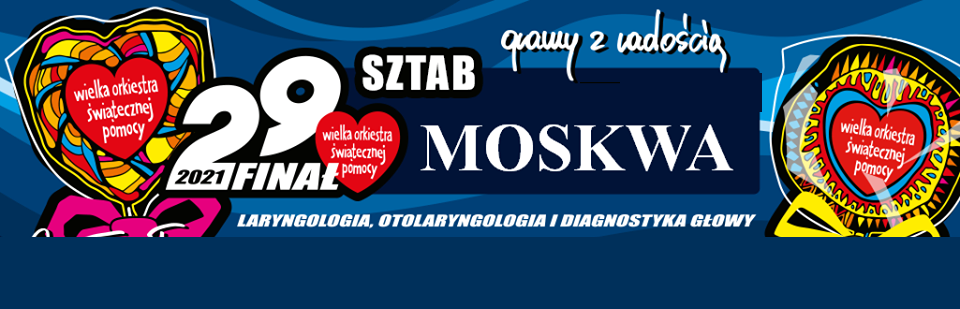 gramy z radością
SZTAB
MOSKWA
wielka orkiestra
świątecznej
pomocy
29
2021 FINAŁ
wielka orkiestra
świątecznej
pomocy
wielka orkiestra
świątecznej
pomocy
LARYNGOLOGIA, OTOLARYNGOLOGIA I DIAGNOSTYKA GŁOWY